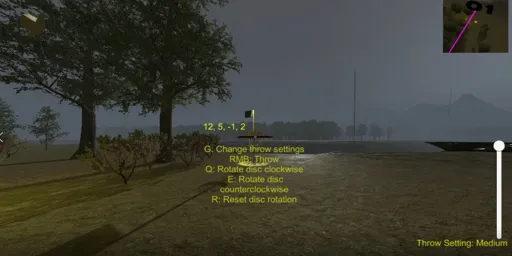 12, 5, -1, 2
G: Change throw settings
RMB: Throw
Q: Rotate disc clockwise
E: Rotate disc
counterclockwise
R: Reset disc rotation
Throw Setting: Medium